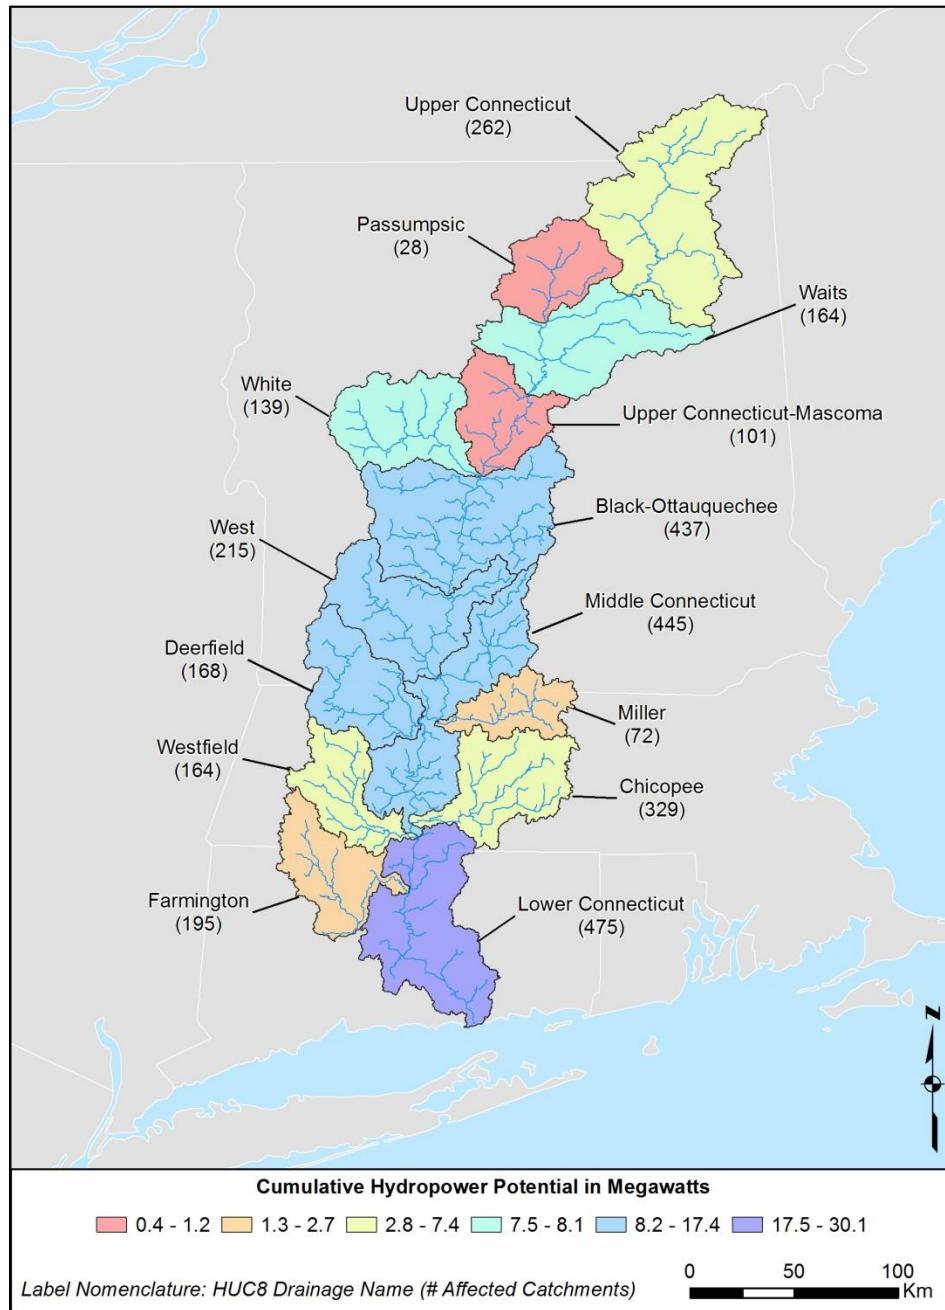 Upper Connecticut
(262)
Passumpsic
(28)
Waits
(164)
White
(139)
Upper Connecticut-Mascoma
(101)
Black-Ottauquechee
(437)
West
(215)
Middle Connecticut
(445)
Deerfield
(168)
Miller
(72)
Westfield
(164)
Chicopee
(329)
Farmington
(195)
Lower Connecticut
(475)
N
Cumulative Hydropower Potential in Megawatts
0.4 - 1.2 1.3 - 2.7 2.8 - 7.4 7.5 - 8.1 8.2 - 17.4 17.5 - 30.1
Label Nomenclature: HUC8 Drainage Name (# Affected Catchments)
0 50 100
Km